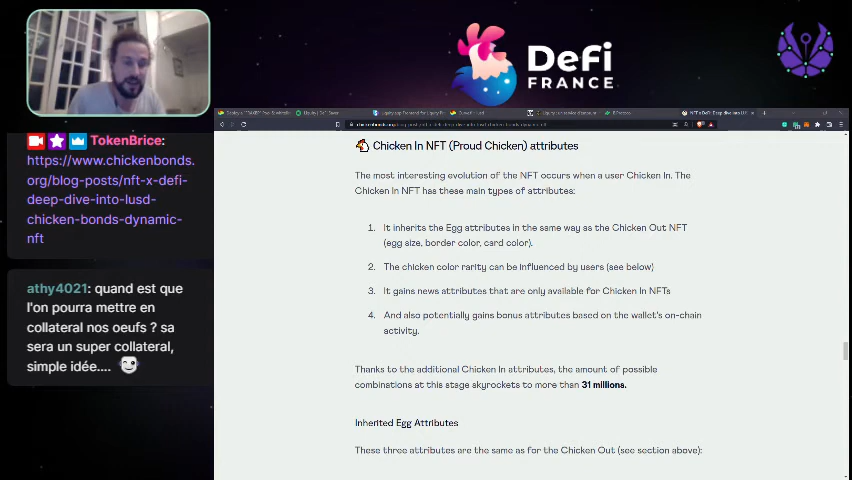 DeFi
FRANCE
TokenBrice:
https://www.chickenbonds.
org/blog-posts/nft-x-defi-
deep-dive-into-lusd-
chicken-bonds-dynamic-
nft
athy4021: quand est que
l'on pourra mettre en
collateral nos oeufs ? sa
sera un super collateral,
simple idée....
Chicken In NFT (Proud Chicken) attributes
The most interesting evolution of the NFT occurs when a user Chicken In. The
Chicken In NFT has these main types of attributes:
1. It inherits the Egg attributes in the same way as the Chicken Out NFT
(egg size, border color, card color).
2. The chicken color rarity can be influenced by users (see below)
3. It gains news attributes that are only available for Chicken In NFTs
4. And also potentially gains bonus attributes based on the wallet's on-chain
activity.
Thanks to the additional Chicken In attributes, the amount of possible
combinations at this stage skyrockets to more than 31 millions.
Inherited Egg Attributes
These three attributes are the same as for the Chicken Out (see section above):